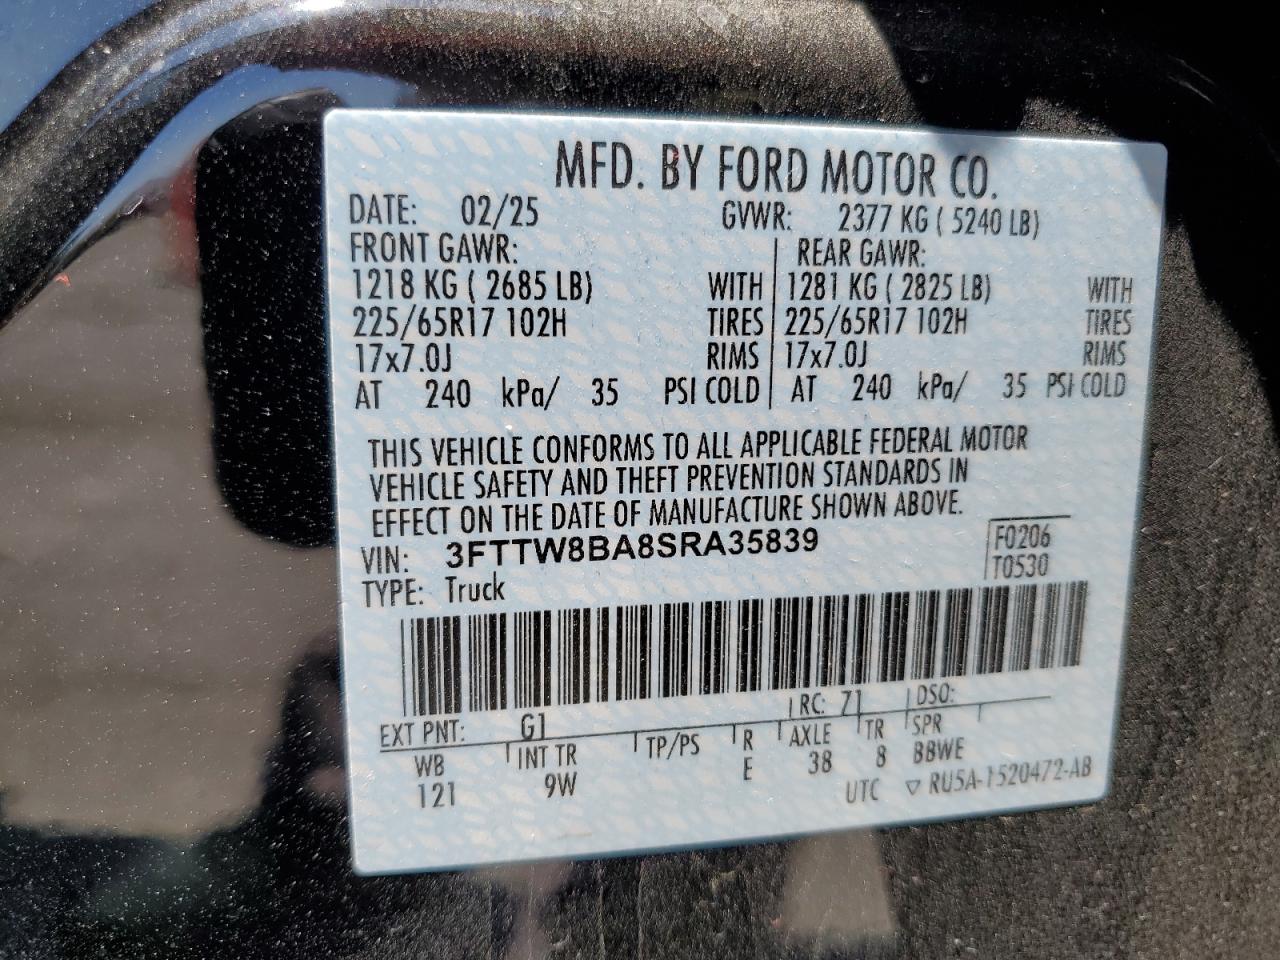 MFD. BY FORD MOTOR CO.
DATE: 02/25 GVWR: 2377 KG ( 5240 LB)
FRONT GAWR: REAR GAWR:
1218 KG ( 2685 LB) WITH 1281 KG ( 2825 LB) WITH
225/65R17 102H TIRES 225/65R17 102H TIRES
17x7.0J RIMS 17x7.0J RIMS
AT 240 kPa/ 35 PSI COLD AT 240 kPa/ 35 PSI COLD
THIS VEHICLE CONFORMS TO ALL APPLICABLE FEDERAL MOTOR
VEHICLE SAFETY AND THEFT PREVENTION STANDARDS IN
EFFECT ON THE DATE OF MANUFACTURE SHOWN ABOVE.
VIN: 3FTTW8BA8SRA35839 F0206
TYPE: Truck T0530
EXT PNT: G1 RC: 71 DSO:
WB INT TR TP/PS R AXLE TR SPR
121 9W E 38 8 BBWE
UTC ▽ RU5A-1520472-AB